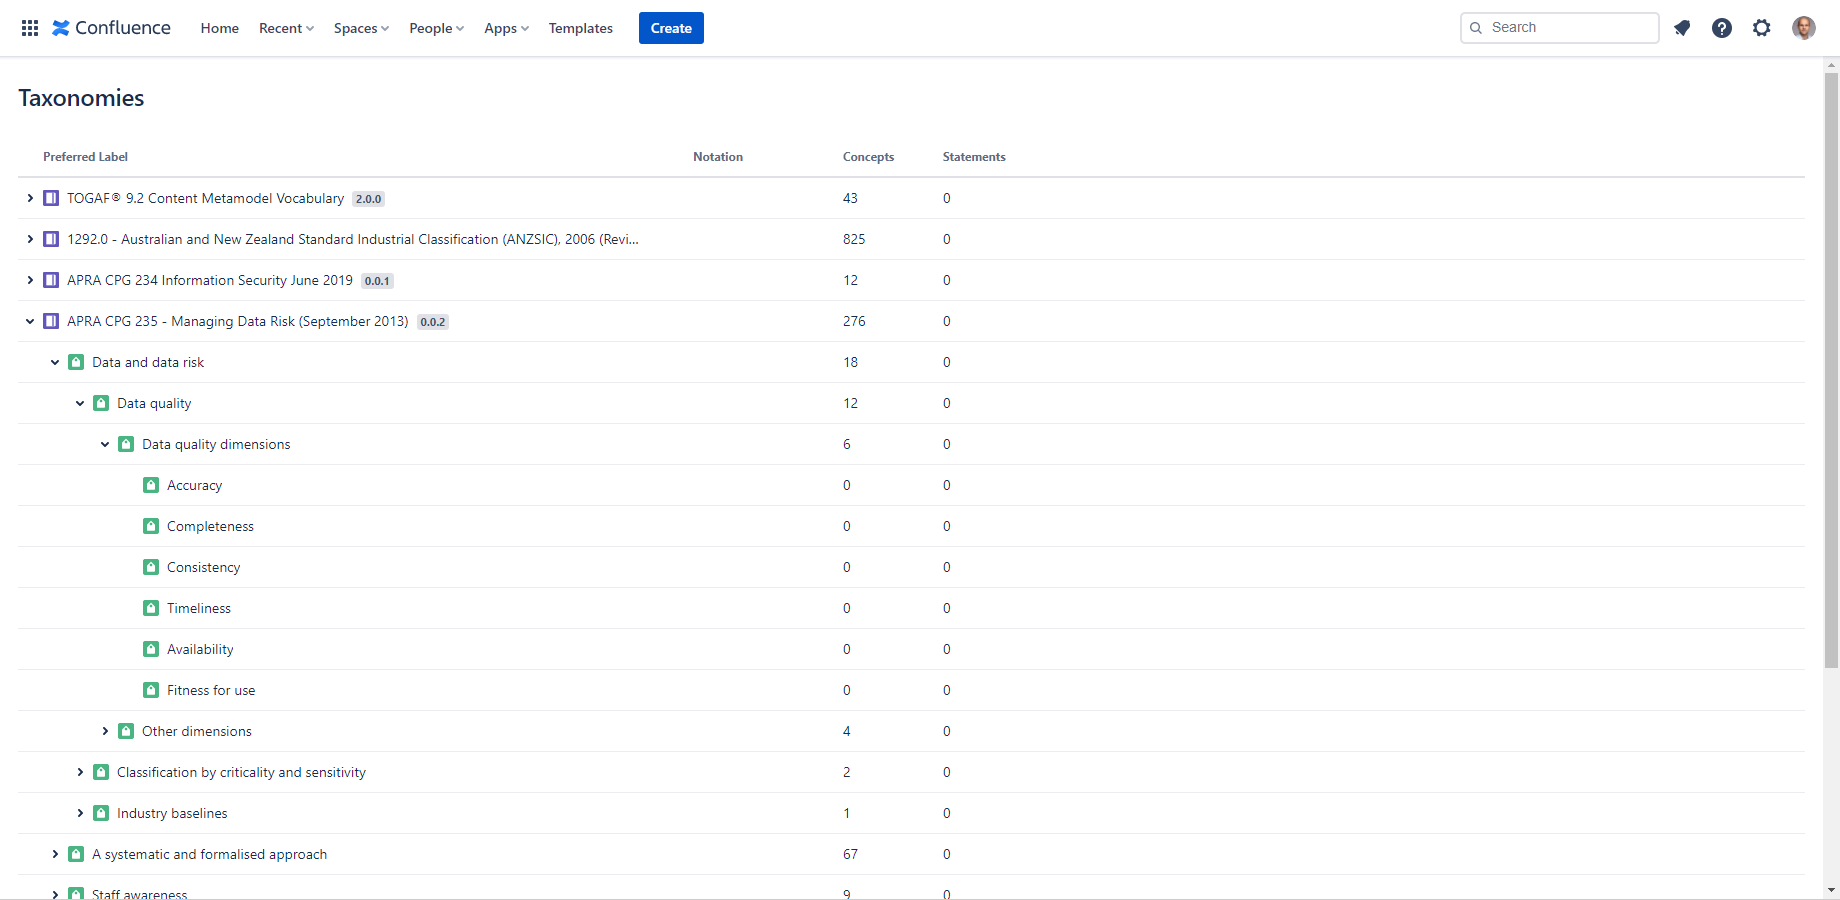 Confluence Home Recent Spaces People Apps Templates Create Search
Taxonomies
Preferred Label Notation Concepts Statements
TOGAF® 9.2 Content Metamodel Vocabulary 2.0.0 43 0
1292.0 - Australian and New Zealand Standard Industrial Classification (ANZSIC), 2006 (Revi... 825 0
APRA CPG 234 Information Security June 2019 0.0.1 12 0
APRA CPG 235 - Managing Data Risk (September 2013) 0.0.2 276 0
Data and data risk 18 0
Data quality 12 0
Data quality dimensions 6 0
Accuracy 0 0
Completeness 0 0
Consistency 0 0
Timeliness 0 0
Availability 0 0
Fitness for use 0 0
Other dimensions 4 0
Classification by criticality and sensitivity 2 0
Industry baselines 1 0
A systematic and formalised approach 67 0
Staff awareness 9 0